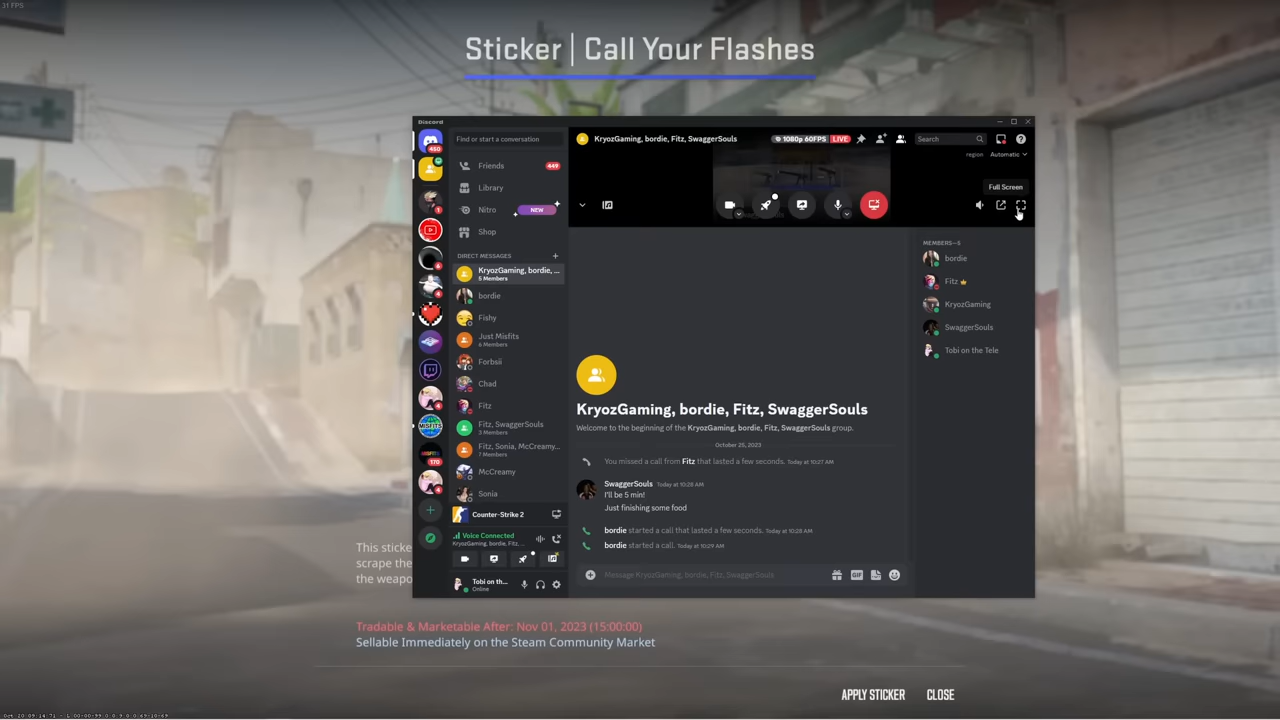 31 FPS
Sticker | Call Your Flashes
Discord
Find or start a conversation
KryozGaming, bordie, Fitz, SwaggerSouls
1080p 60FPS LIVE
Search
region Automatic
Full Screen
450
Friends 449
Library
Nitro NEW
Shop
DIRECT MESSAGES
KryozGaming, bordie, ...
5 Members
bordie
Fishy
Just Misfits
6 Members
Forbsii
Chad
Fitz
Fitz, SwaggerSouls
3 Members
Fitz, Sonia, McCreamy...
7 Members
McCreamy
Sonia
MISFITS
170
Counter-Strike 2
Voice Connected
KryozGaming, bordie, Fitz, ...
Tobi on th...
Online
KryozGaming, bordie, Fitz, SwaggerSouls
Welcome to the beginning of the KryozGaming, bordie, Fitz, SwaggerSouls group.
October 25, 2023
You missed a call from Fitz that lasted a few seconds. Today at 10:27 AM
SwaggerSouls Today at 10:28 AM
I'll be 5 min!
Just finishing some food
bordie started a call that lasted a few seconds. Today at 10:28 AM
bordie started a call. Today at 10:29 AM
Message KryozGaming, bordie, Fitz, SwaggerSouls
GIF
MEMBERS—5
bordie
Fitz
KryozGaming
SwaggerSouls
Tobi on the Tele
This sticke
scrape the
the weapo
Tradable & Marketable After: Nov 01, 2023 (15:00:00)
Sellable Immediately on the Steam Community Market
APPLY STICKER CLOSE